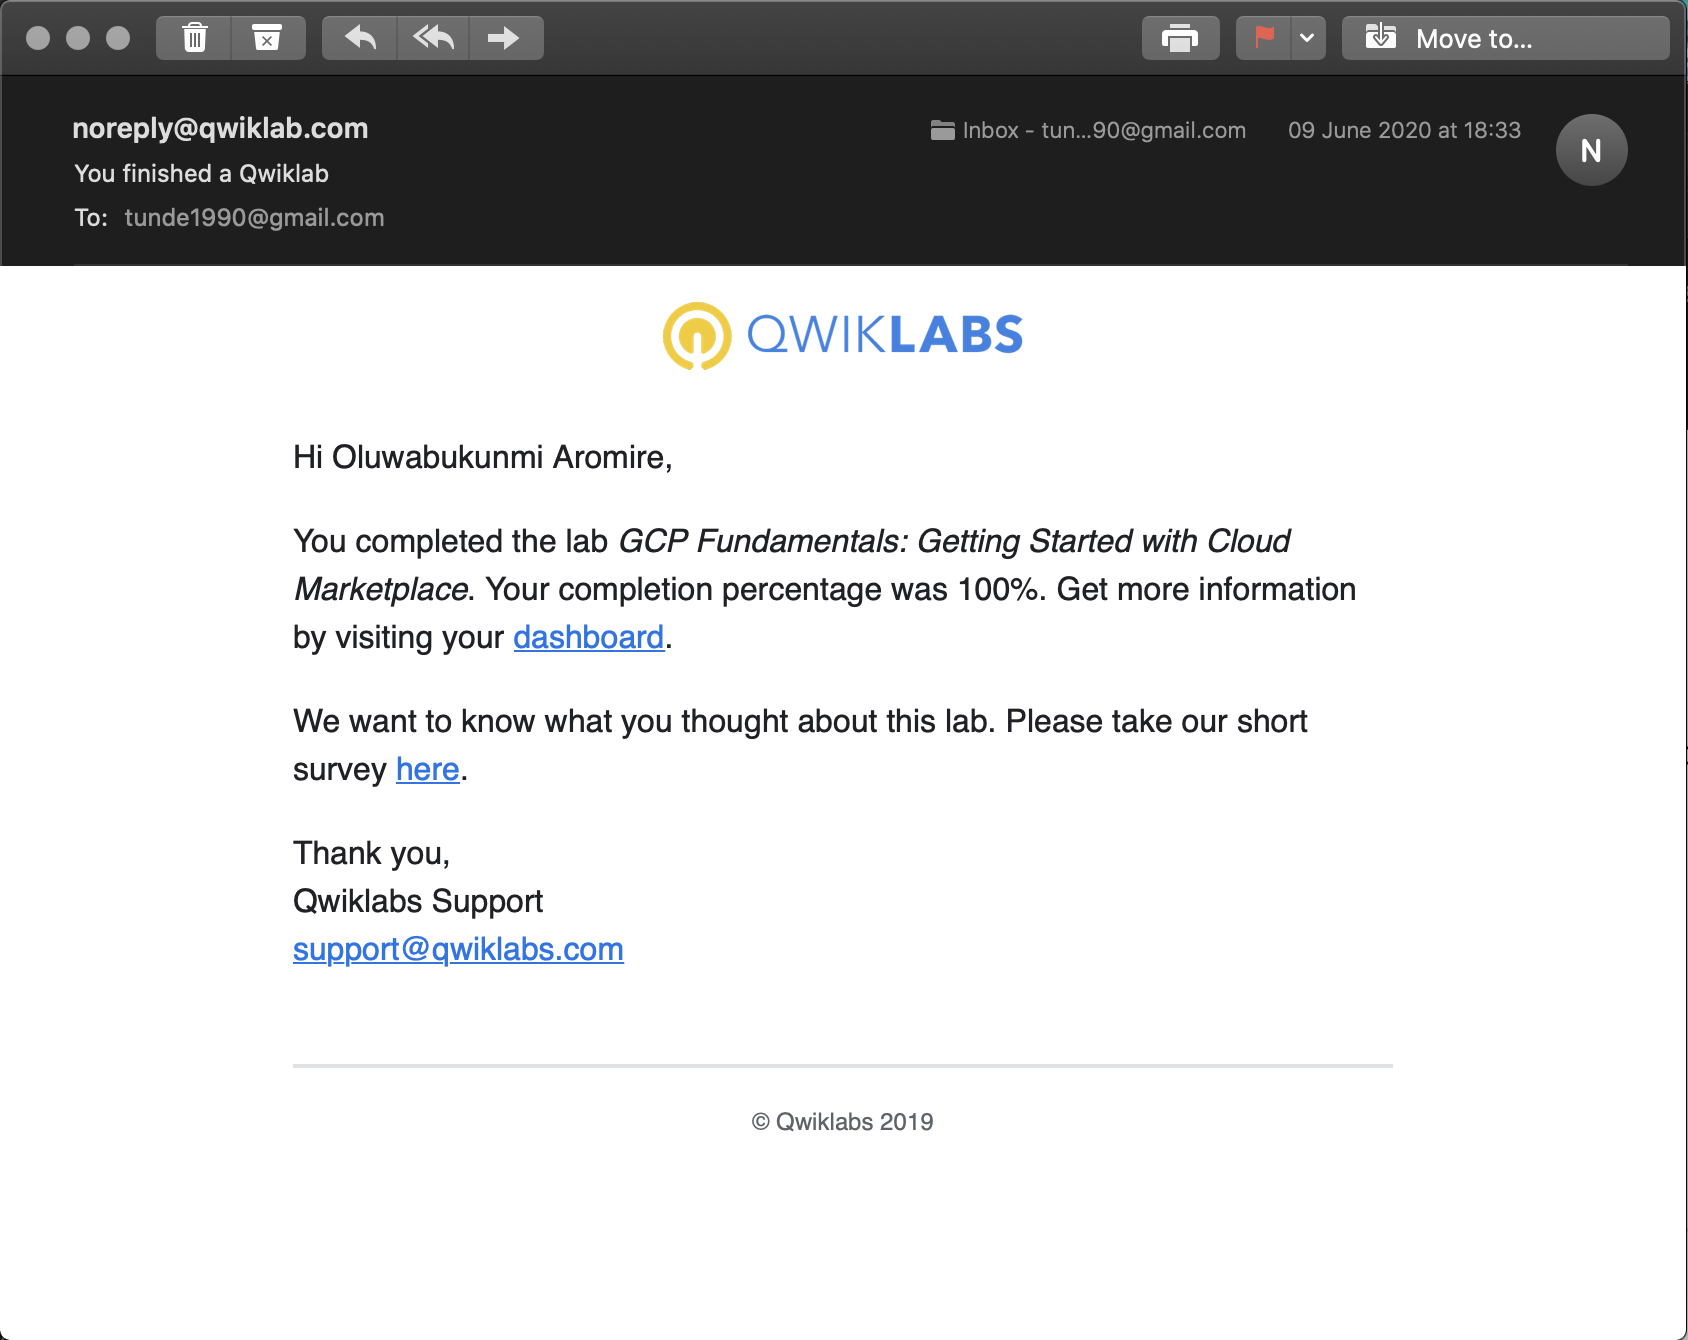 Move to...
noreply@qwiklab.com
Inbox - tun...90@gmail.com
09 June 2020 at 18:33
N
You finished a Qwiklab
To: tunde1990@gmail.com
QWIKLABS
Hi Oluwabukunmi Aromire,
You completed the lab GCP Fundamentals: Getting Started with Cloud
Marketplace. Your completion percentage was 100%. Get more information
by visiting your dashboard.
We want to know what you thought about this lab. Please take our short
survey here.
Thank you,
Qwiklabs Support
support@qwiklabs.com
© Qwiklabs 2019